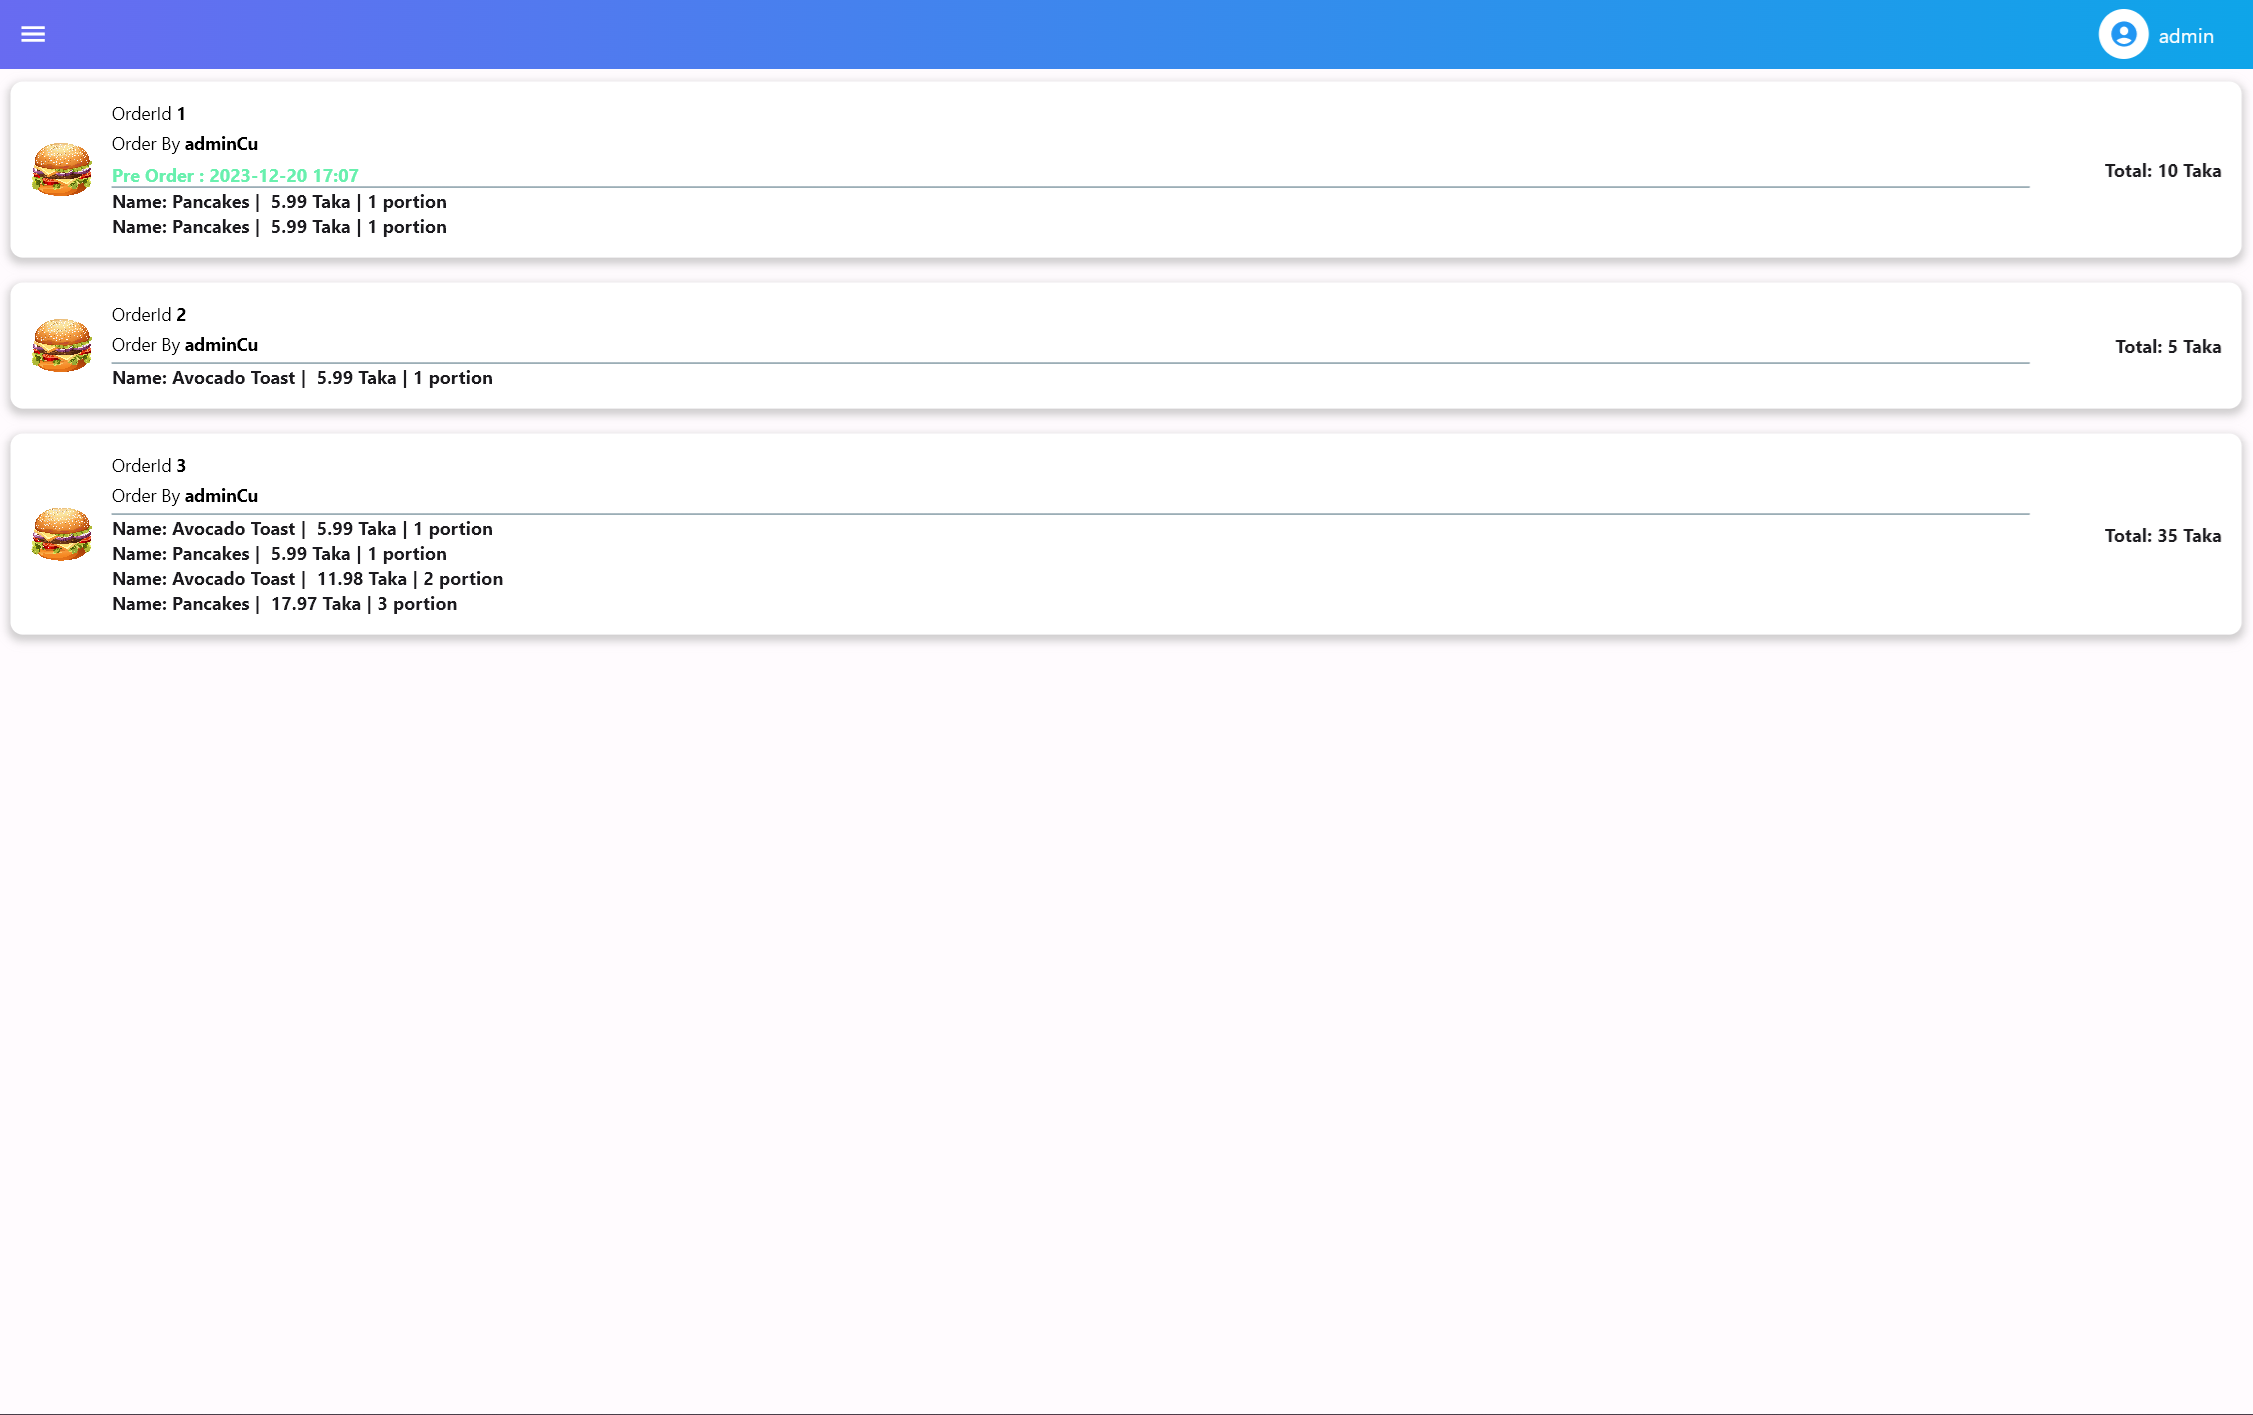 admin
OrderId 1
Order By adminCu
Pre Order : 2023-12-20 17:07
Name: Pancakes |  5.99 Taka | 1 portion
Name: Pancakes |  5.99 Taka | 1 portion
Total: 10 Taka
OrderId 2
Order By adminCu
Name: Avocado Toast |  5.99 Taka | 1 portion
Total: 5 Taka
OrderId 3
Order By adminCu
Name: Avocado Toast |  5.99 Taka | 1 portion
Name: Pancakes |  5.99 Taka | 1 portion
Name: Avocado Toast |  11.98 Taka | 2 portion
Name: Pancakes |  17.97 Taka | 3 portion
Total: 35 Taka